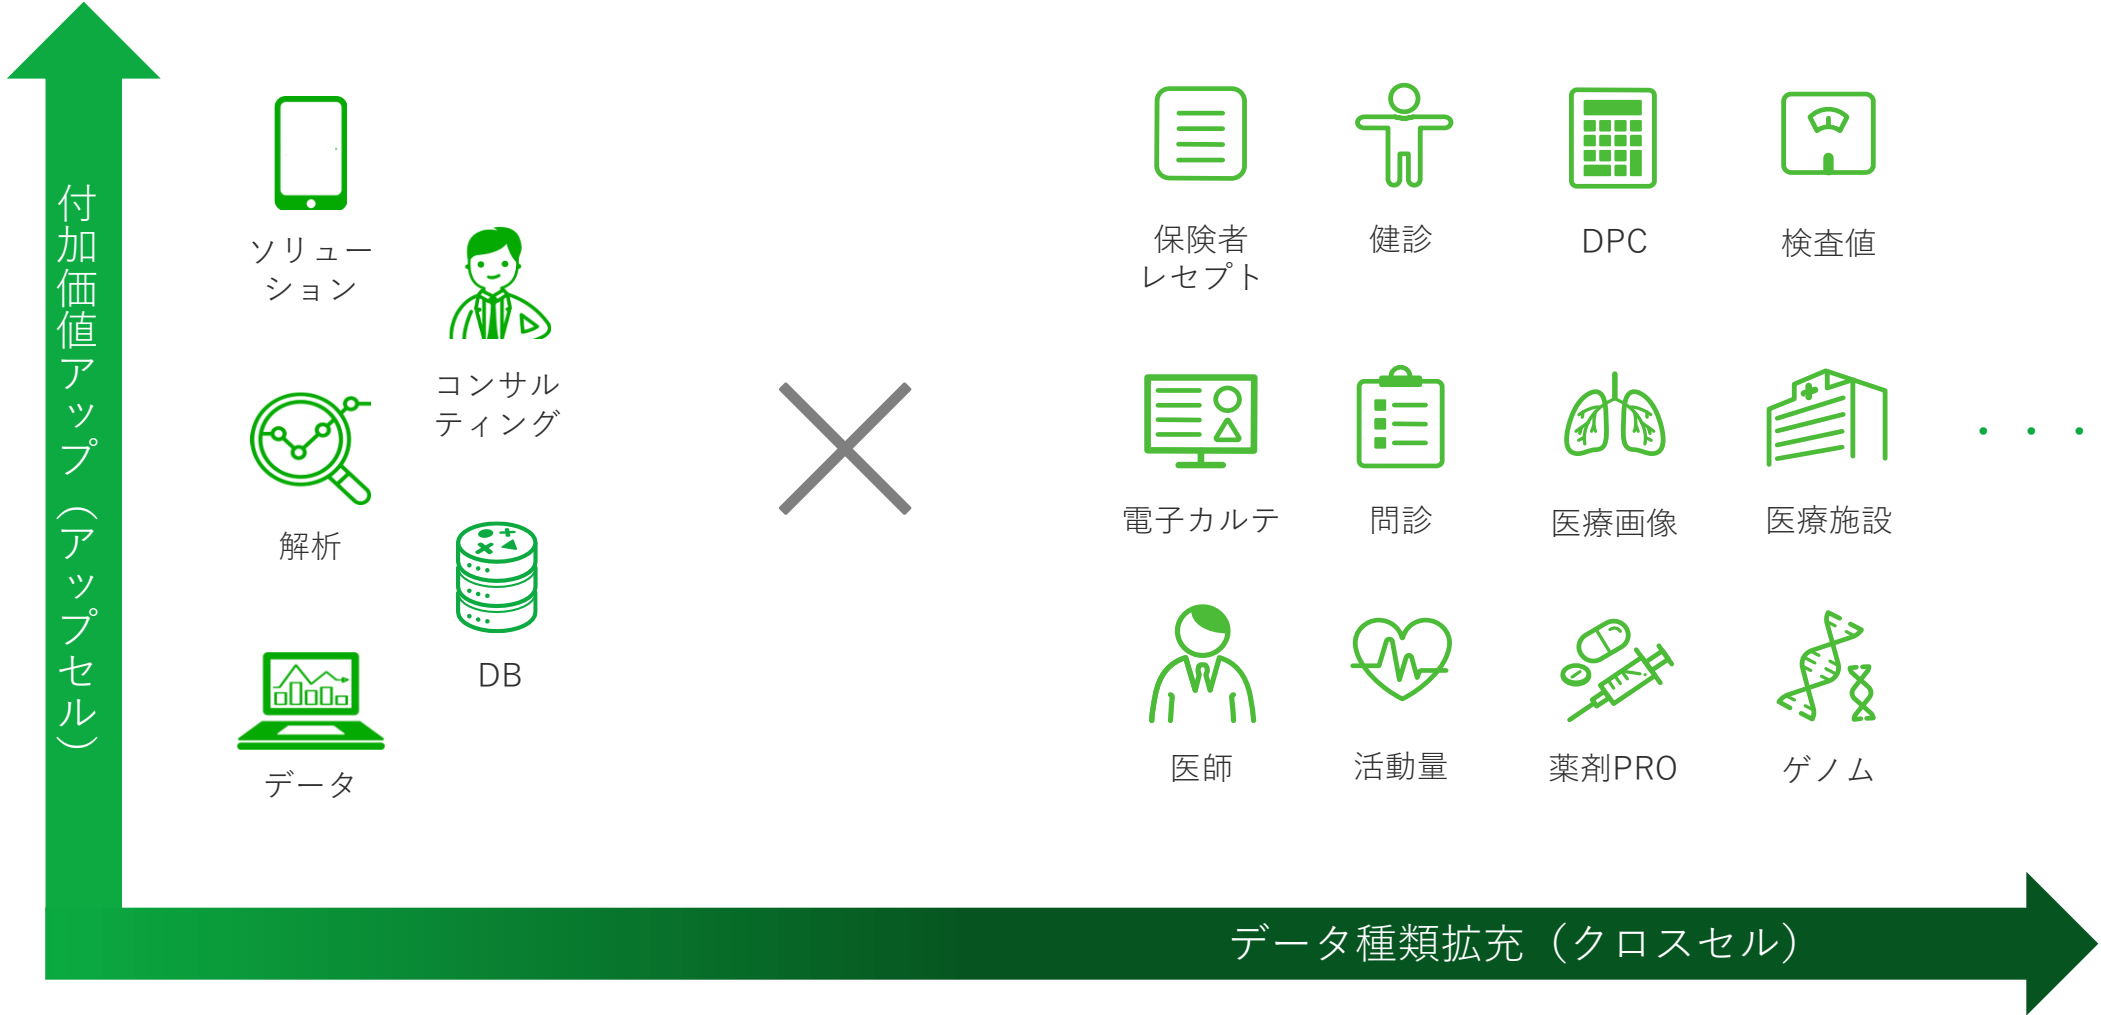 付加価値アップ（アップセル）
ソリュー
ション
コンサル
ティング
解析
DB
データ
保険者
レセプト
健診
DPC
検査値
電子カルテ
問診
医療画像
医療施設
・・・
医師
活動量
薬剤PRO
ゲノム
データ種類拡充（クロスセル）